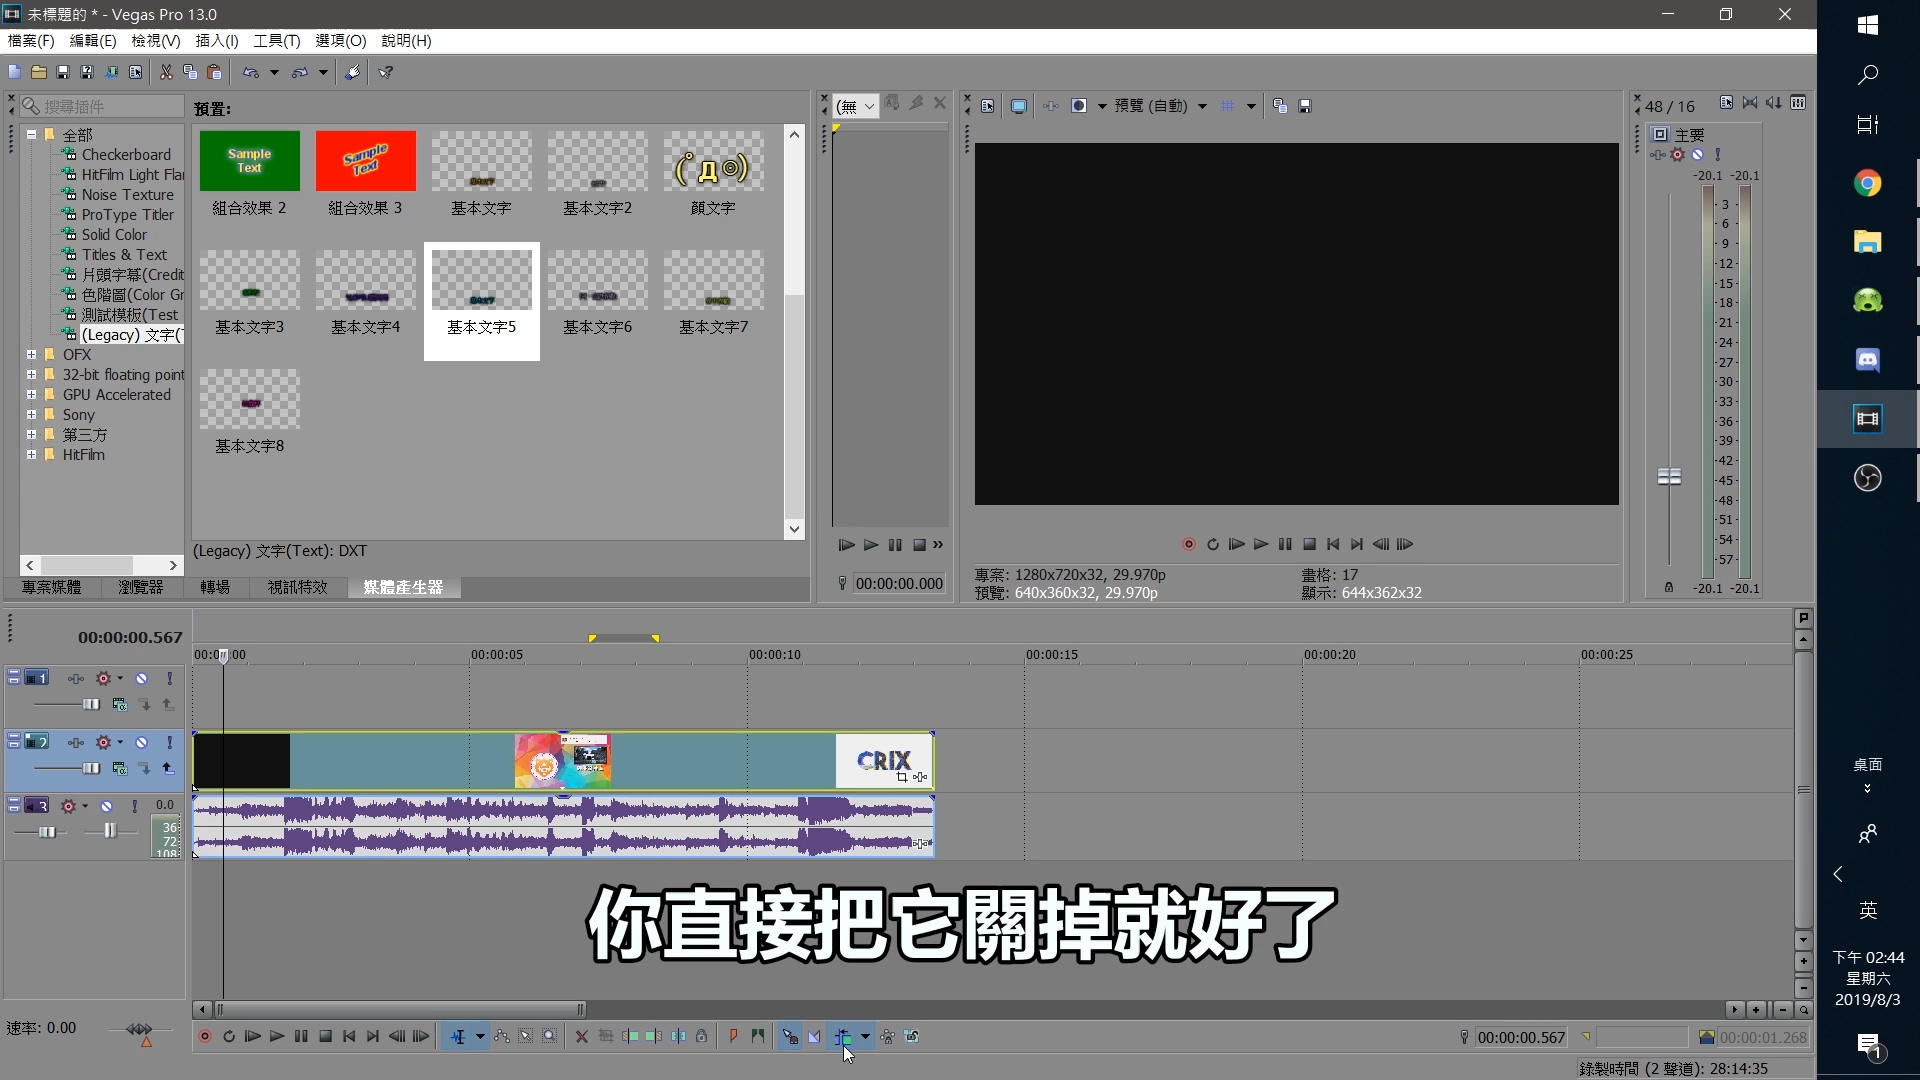 未標題的 * - Vegas Pro 13.0
檔案(F) 編輯(E) 檢視(V) 插入(I) 工具(T) 選項(O) 說明(H)
搜尋插件
預置:
全部
Checkerboard
HitFilm Light Fla
Noise Texture
ProType Titler
Solid Color
Titles & Text
片頭字幕(Credit
色階圖(Color Gr
測試模板(Test
(Legacy) 文字(T
OFX
32-bit floating point
GPU Accelerated
Sony
第三方
HitFilm
Sample Text
Sample Text
(゚Д◎)
組合效果 2
組合效果 3
基本文字
基本文字2
顏文字
基本文字3
基本文字4
基本文字5
基本文字6
基本文字7
基本文字8
(Legacy) 文字(Text): DXT
專案媒體 瀏覽器 轉場 視訊特效 媒體產生器
(無
00:00:00.000
預覽 (自動)
專案: 1280x720x32, 29.970p
預覽: 640x360x32, 29.970p
畫格: 17
顯示: 644x362x32
48 / 16
主要
-20.1 -20.1
3
6
9
12
15
18
21
24
27
30
33
36
39
42
45
48
51
54
57
-20.1 -20.1
00:00:00.567
00:00:05
00:00:10
00:00:15
00:00:20
00:00:25
1
2
3
0.0
36
72
108
CRIX
你直接把它關掉就好了
速率: 0.00
00:00:00.567
00:00:01.268
錄製時間 (2 聲道): 28:14:35
桌面
英
下午 02:44
星期六
2019/8/3
1